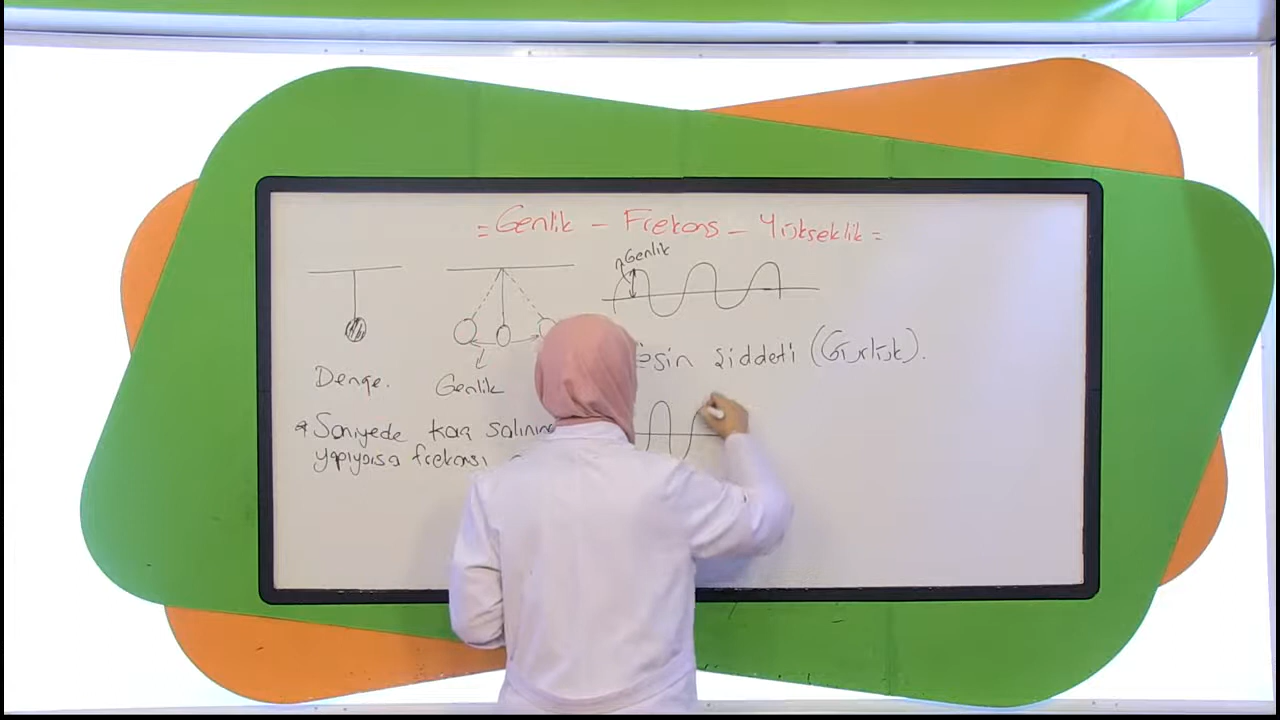 = Genlik - Frekans - Yükseklik =
Genlik
esin şiddeti (Gürlük).
Denge.
Genlik
* Saniyede kaç salınım
yapıyorsa frekansı